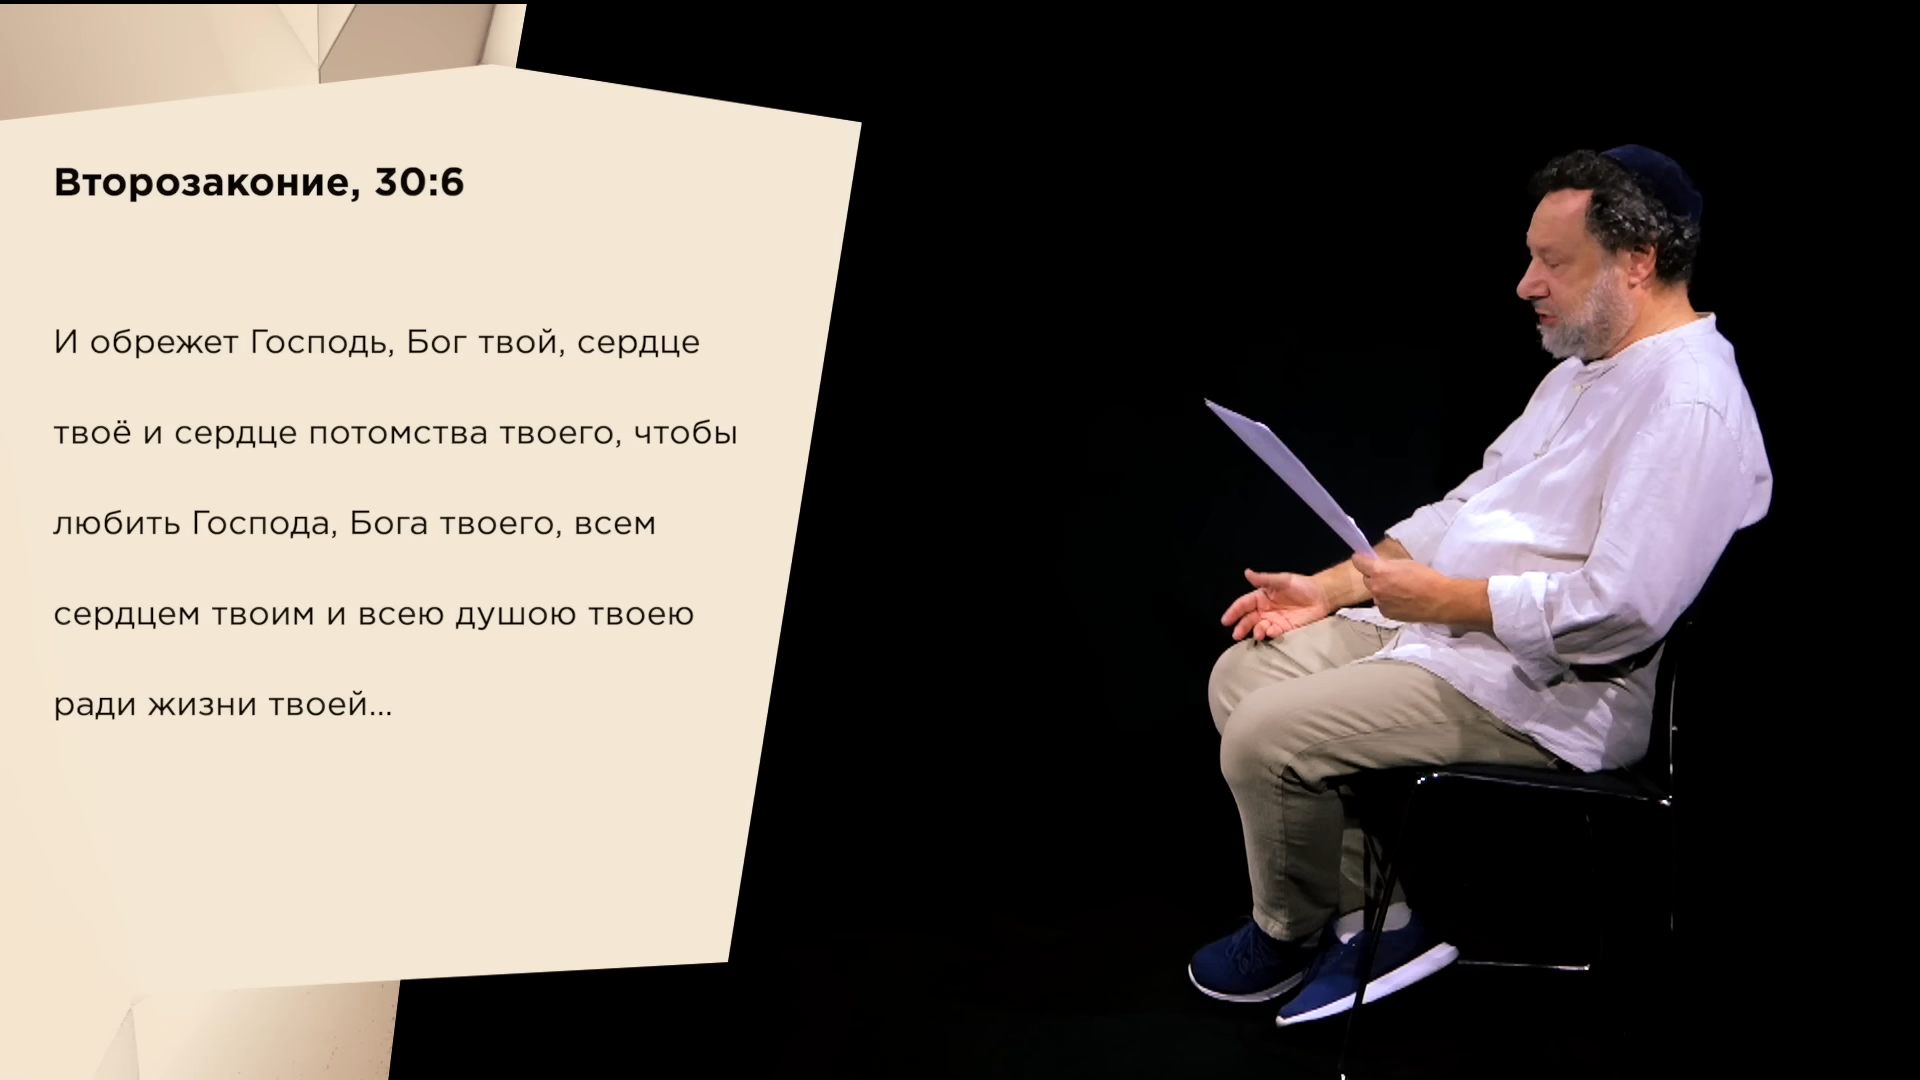 Второзаконие, 30:6
И обрежет Господь, Бог твой, сердце
твоё и сердце потомства твоего, чтобы
любить Господа, Бога твоего, всем
сердцем твоим и всею душою твоею
ради жизни твоей...